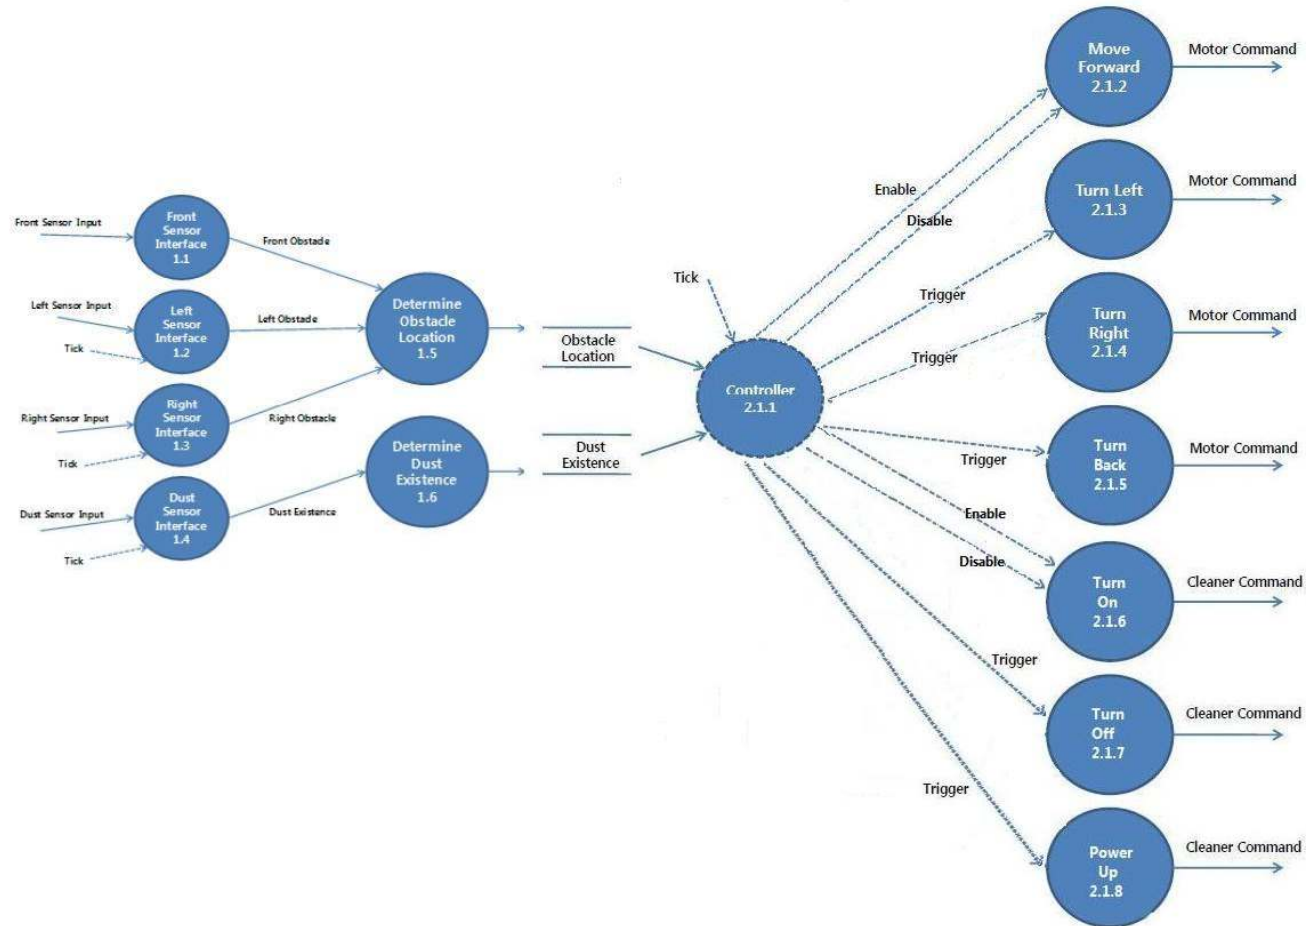 Front Sensor Input
Front
Sensor
Interface
1.1
Front Obstacle
Left Sensor Input
Tick
Left
Sensor
Interface
1.2
Left Obstacle
Right Sensor Input
Tick
Right
Sensor
Interface
1.3
Right Obstacle
Dust Sensor Input
Tick
Dust
Sensor
Interface
1.4
Dust Existence
Determine
Obstacle
Location
1.5
Determine
Dust
Existence
1.6
Obstacle
Location
Dust
Existence
Tick
Controller
2.1.1
Enable
Disable
Trigger
Trigger
Trigger
Enable
Disable
Trigger
Trigger
Move
Forward
2.1.2
Motor Command
Turn Left
2.1.3
Motor Command
Turn
Right
2.1.4
Motor Command
Turn
Back
2.1.5
Motor Command
Turn
On
2.1.6
Cleaner Command
Turn
Off
2.1.7
Cleaner Command
Power
Up
2.1.8
Cleaner Command